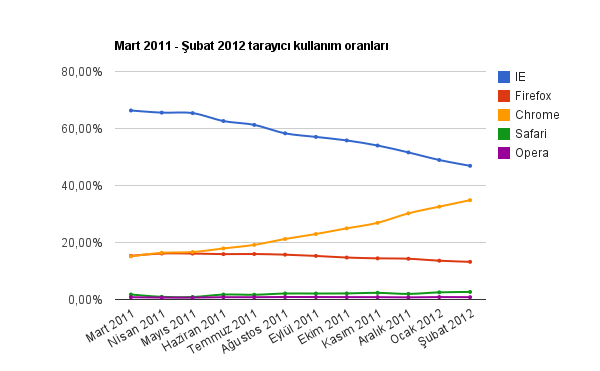 Mart 2011 - Şubat 2012 tarayıcı kullanım oranları
80,00%
60,00%
40,00%
20,00%
0,00%
IE
Firefox
Chrome
Safari
Opera
Mart 2011
Nisan 2011
Mayıs 2011
Haziran 2011
Temmuz 2011
Ağustos 2011
Eylül 2011
Ekim 2011
Kasım 2011
Aralık 2011
Ocak 2012
Şubat 2012